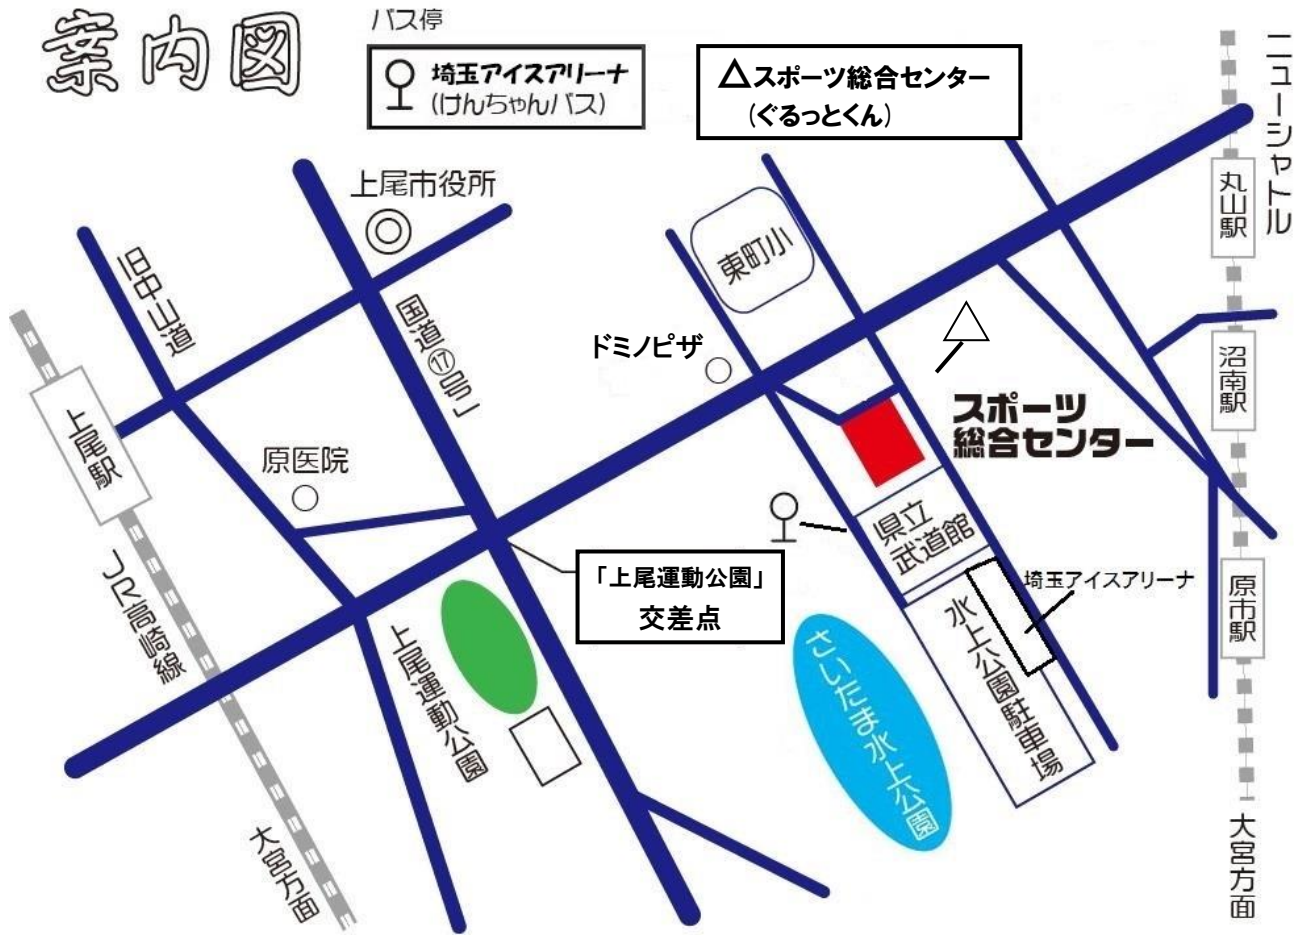 案内図
バス停
埼玉アイスアリーナ
(けんちゃんバス)
△スポーツ総合センター
(ぐるっとくん)
ニューシャトル
丸山駅
上尾市役所
東町小
旧中山道
国道⑰号」
ドミノピザ
沼南駅
上尾駅
スポーツ
総合センター
原医院
県立
武道館
「上尾運動公園」
交差点
埼玉アイスアリーナ
原市駅
JR高崎線
上尾運動公園
さいたま水上公園
水上公園駐車場
大宮方面
大宮方面